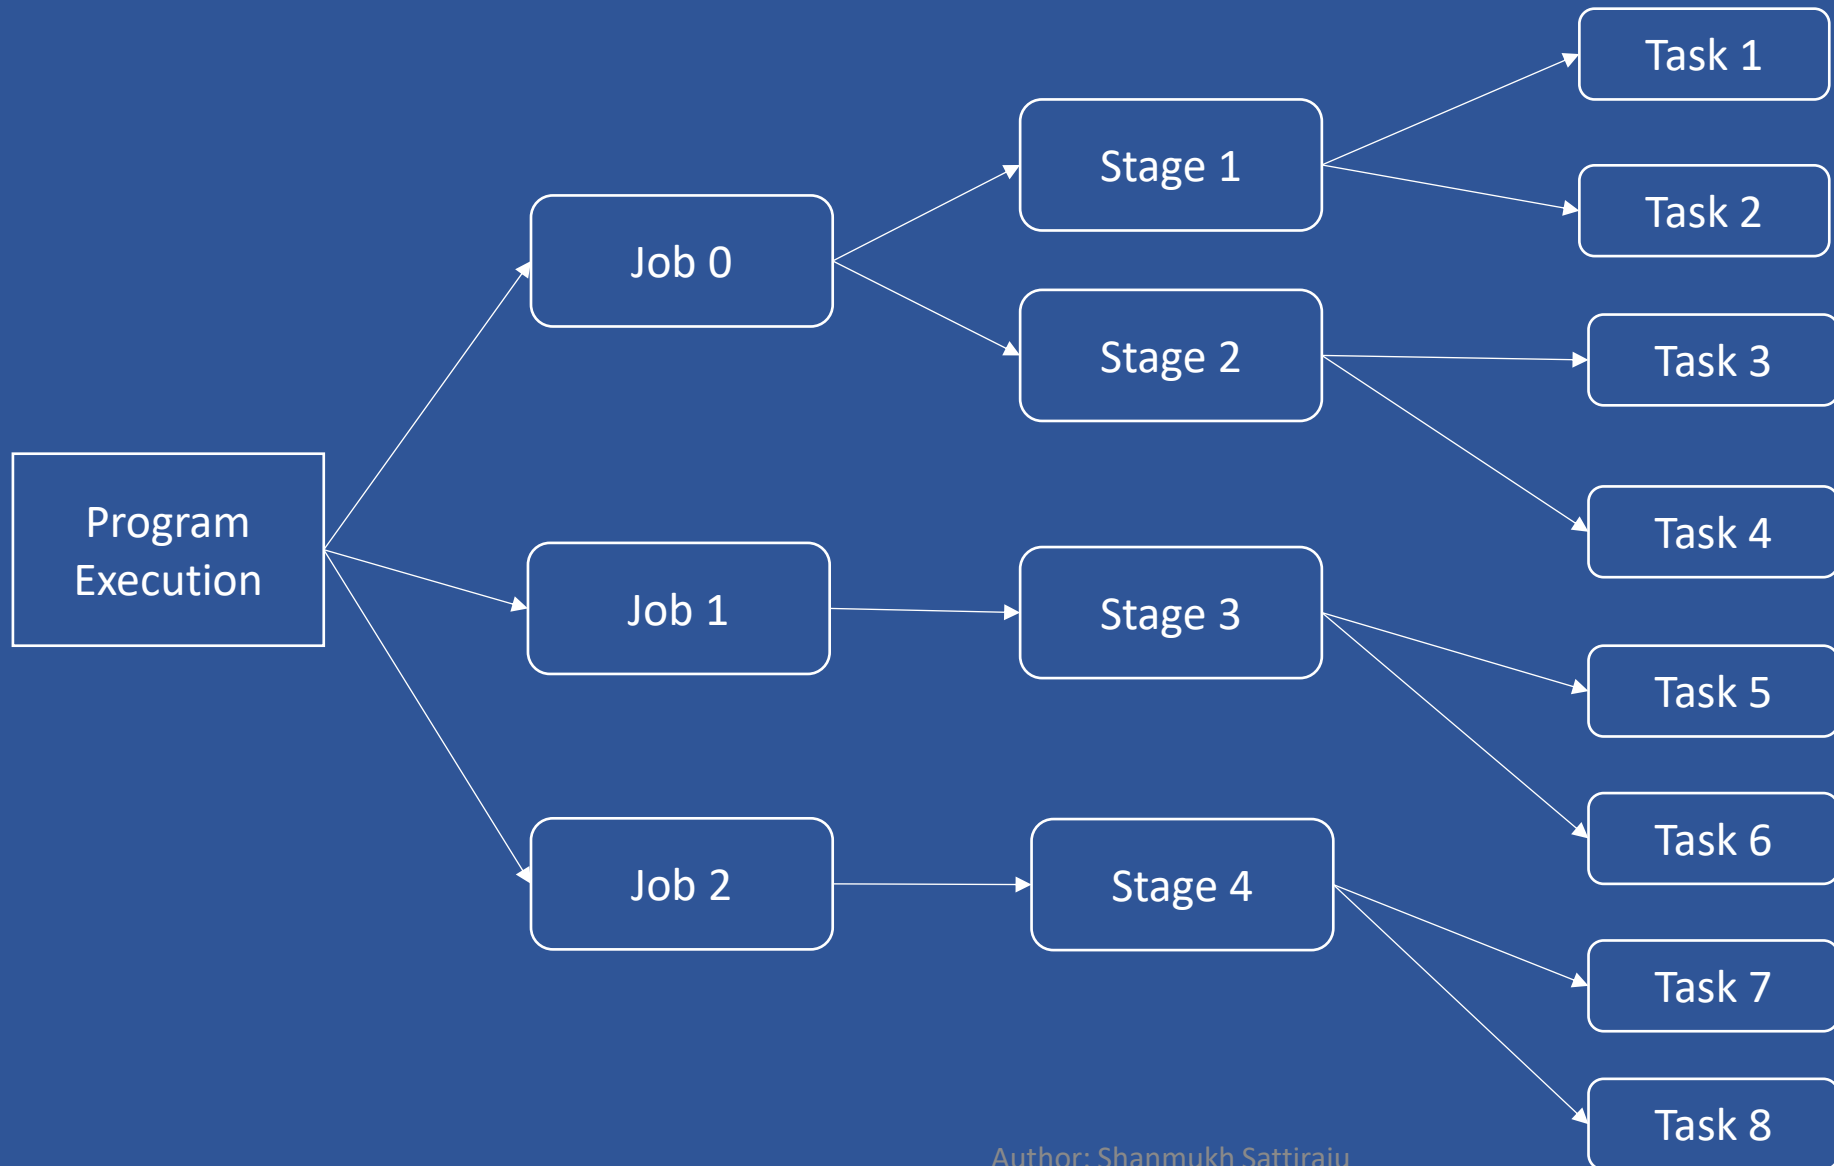 Program
Execution
Job 0
Job 1
Job 2
Stage 1
Stage 2
Stage 3
Stage 4
Task 1
Task 2
Task 3
Task 4
Task 5
Task 6
Task 7
Task 8
Author: Shanmukh Sattiraju